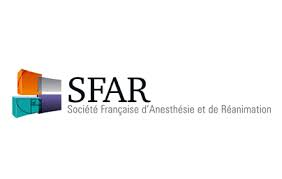 SFAR
Société Française d'Anesthésie et de Réanimation